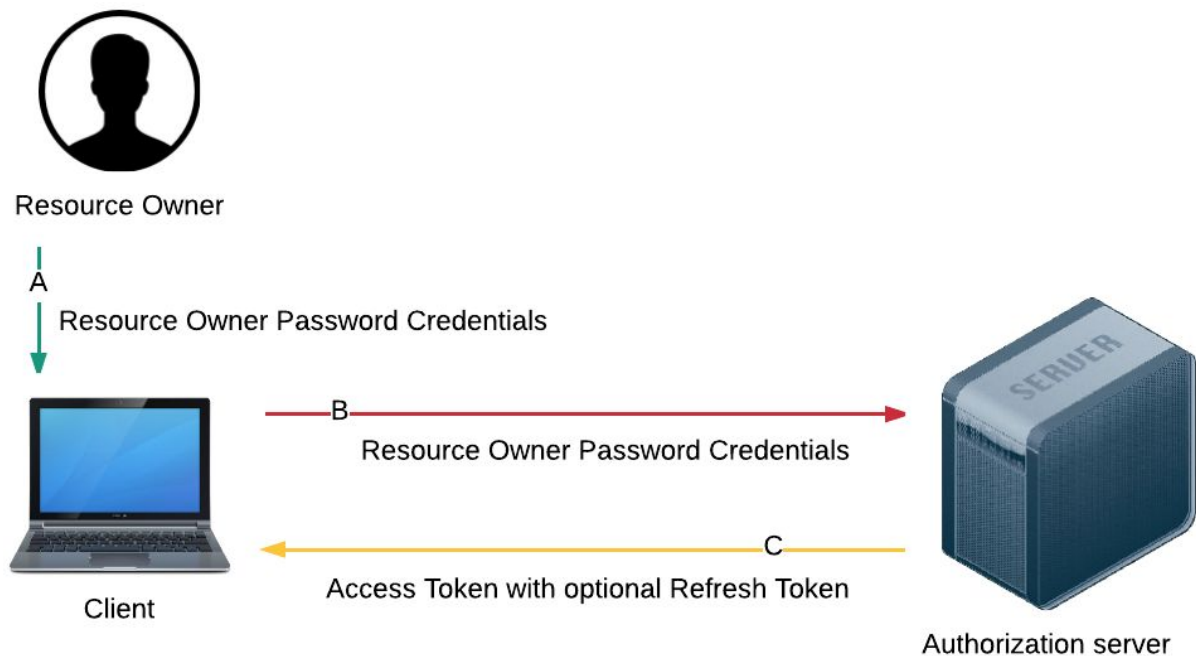 Resource Owner
A
Resource Owner Password Credentials
SERVER
B
Resource Owner Password Credentials
C
Access Token with optional Refresh Token
Client
Authorization server